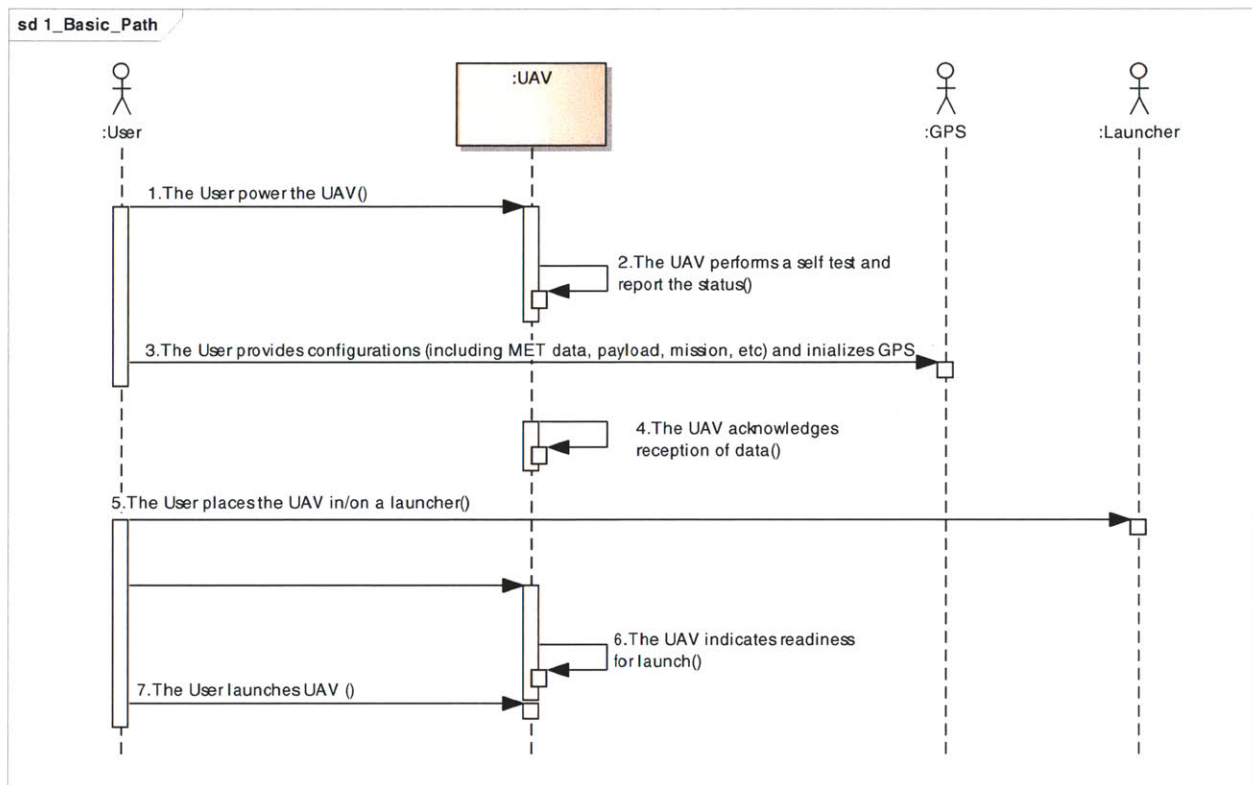 sd 1_Basic_Path
:User
:UAV
:GPS
:Launcher
1.The User power the UAV()
2.The UAV performs a self test and
report the status()
3.The User provides configurations (including MET data, payload, mission, etc) and inializes GPS
4.The UAV acknowledges
reception of data()
5.The User places the UAV in/on a launcher()
6.The UAV indicates readiness
for launch()
7.The User launches UAV ()